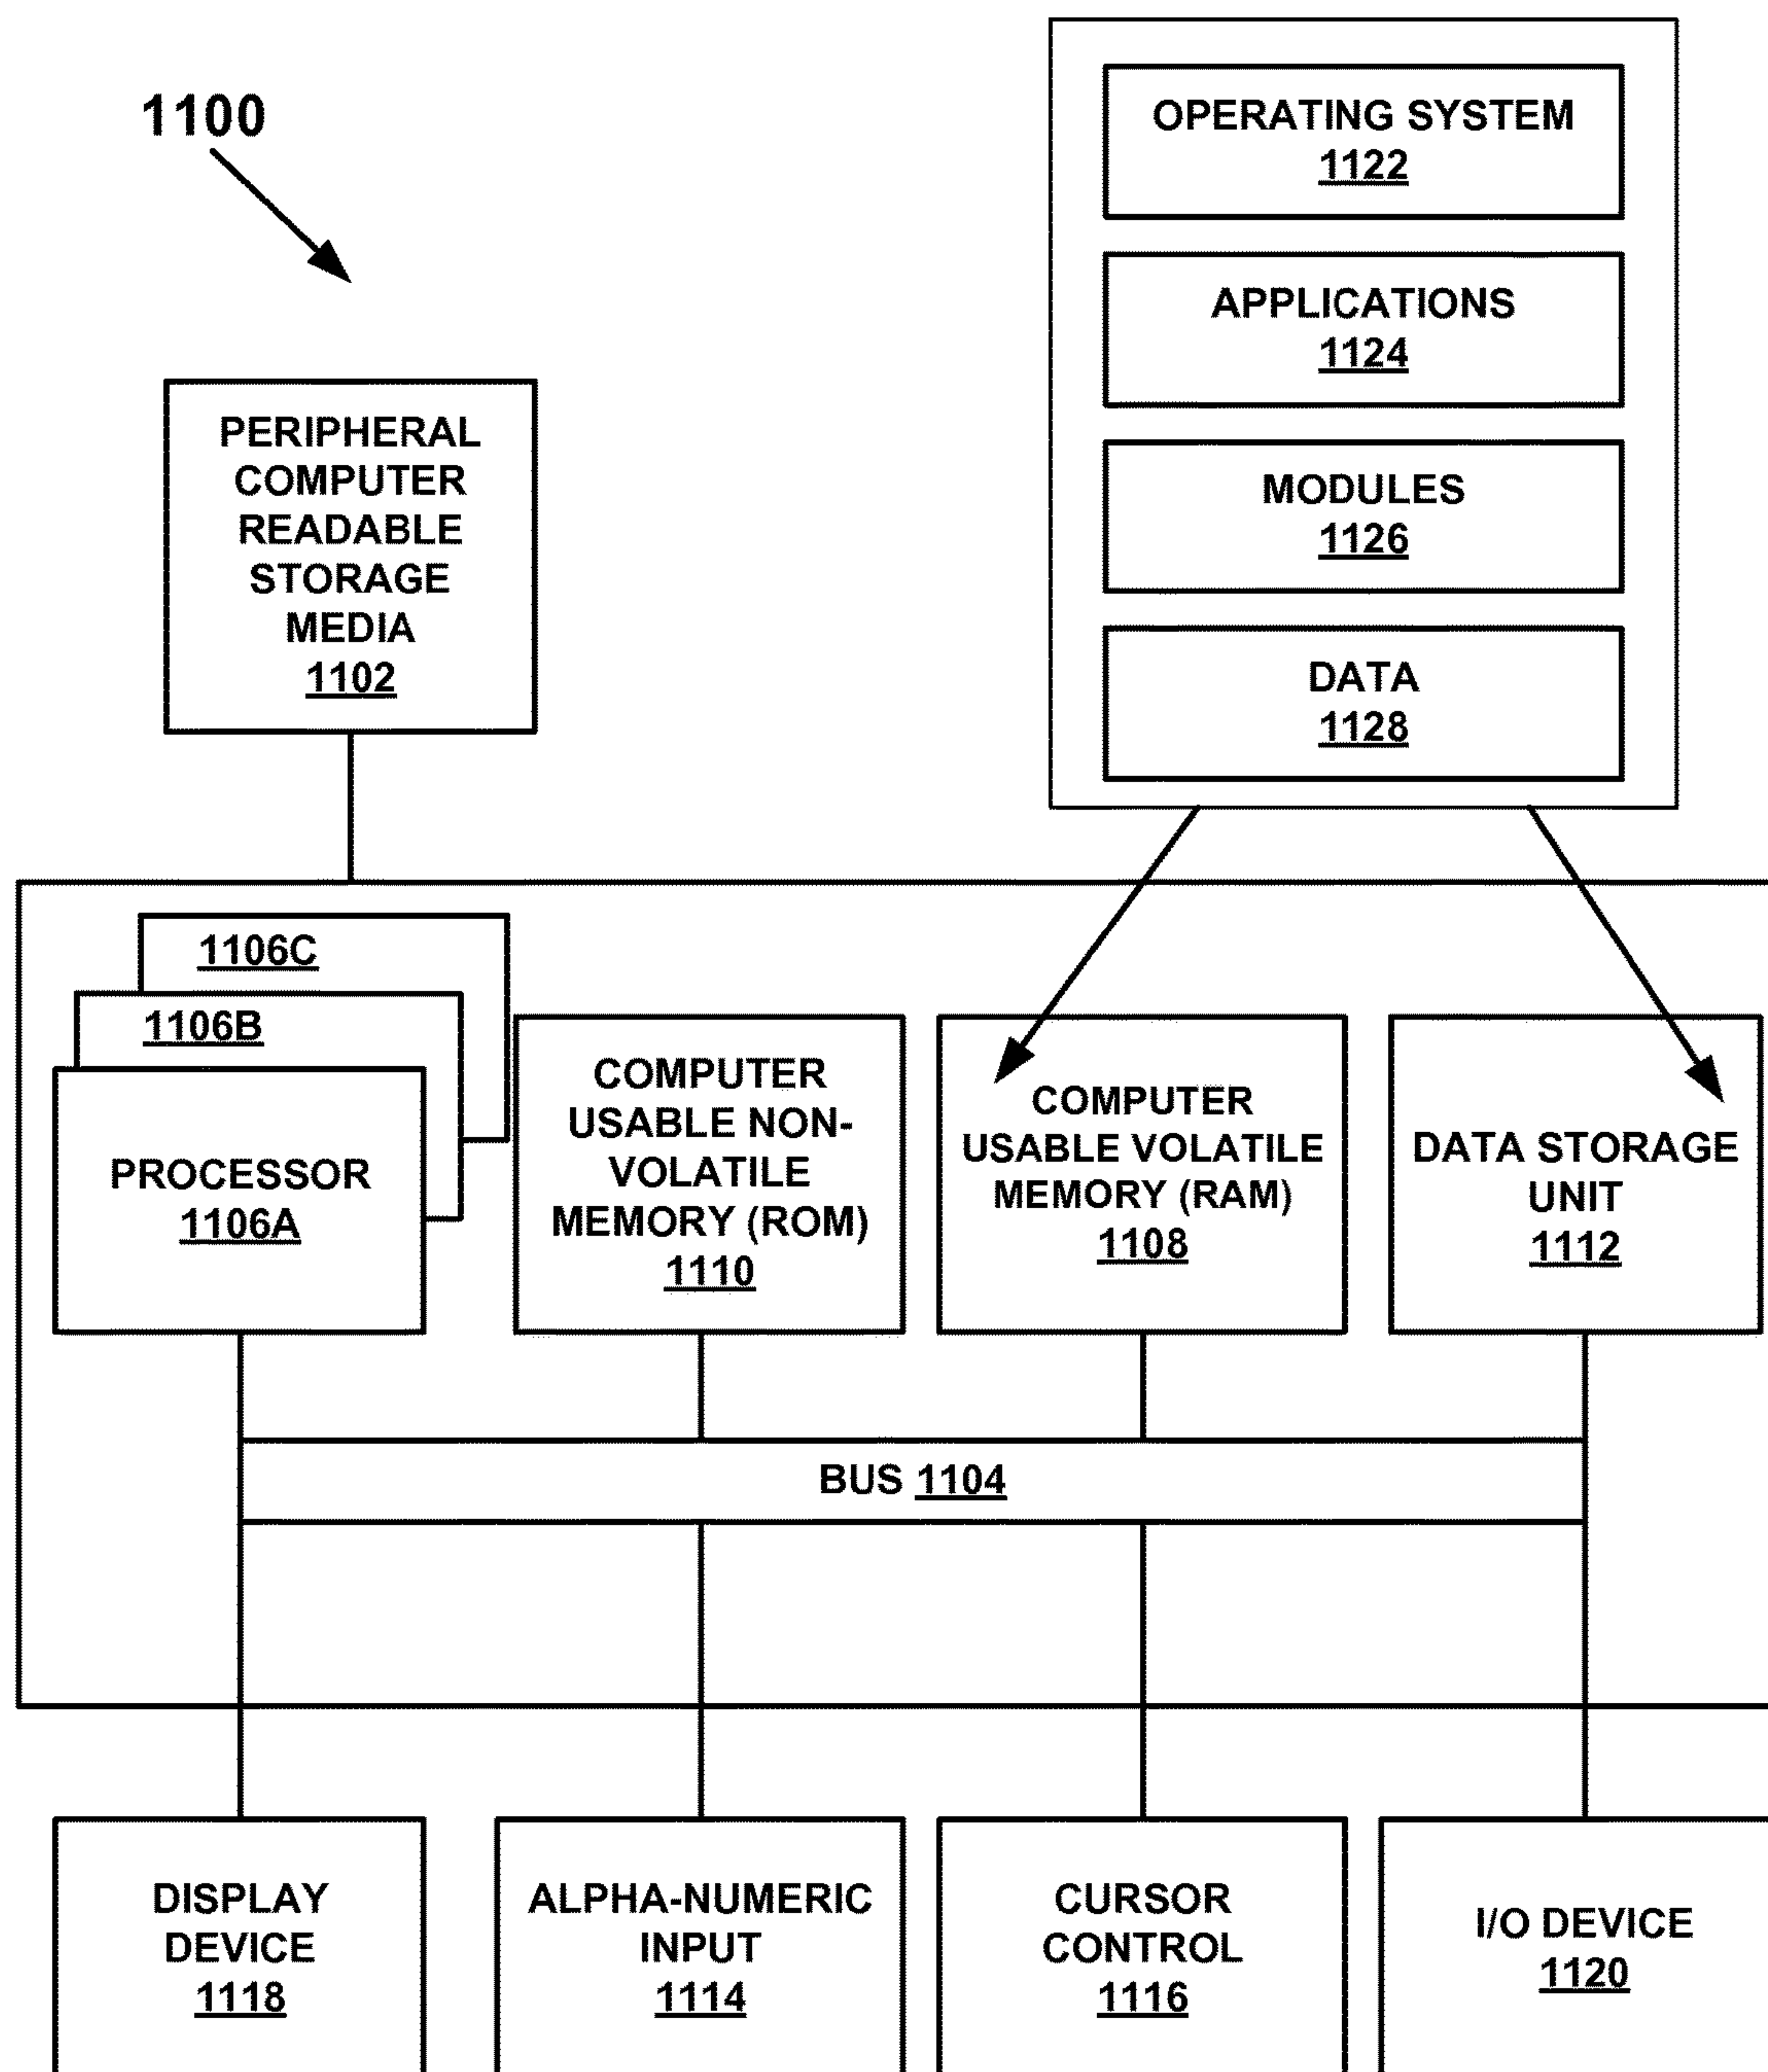 1100
OPERATING SYSTEM
1122
APPLICATIONS
1124
MODULES
1126
DATA
1128
PERIPHERAL
COMPUTER
READABLE
STORAGE
MEDIA
1102
1106C
1106B
PROCESSOR
1106A
COMPUTER
USABLE NON-
VOLATILE
MEMORY (ROM)
1110
COMPUTER
USABLE VOLATILE
MEMORY (RAM)
1108
DATA STORAGE
UNIT
1112
BUS 1104
DISPLAY
DEVICE
1118
ALPHA-NUMERIC
INPUT
1114
CURSOR
CONTROL
1116
I/O DEVICE
1120